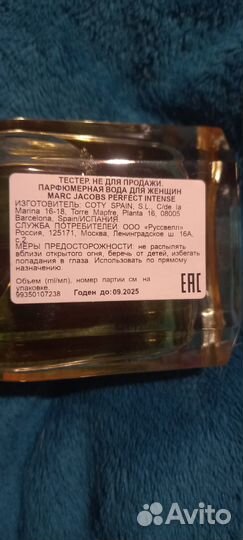 ТЕСТЕР. НЕ ДЛЯ ПРОДАЖИ.
ПАРФЮМЕРНАЯ ВОДА ДЛЯ ЖЕНЩИН
MARC JACOBS PERFECT INTENSE
ИЗГОТОВИТЕЛЬ: COTY SPAIN, S.L., C/de la
Marina 16-18, Torre Mapfre, Planta 16, 08005
Barcelona, Spain/ИСПАНИЯ
СЛУЖБА ПОТРЕБИТЕЛЕЙ: ООО «Руссвелл»
Россия, 125171, Москва, Ленинградское ш. 16А,
с.2
МЕРЫ ПРЕДОСТОРОЖНОСТИ: не распылять
вблизи открытого огня, беречь от детей, избегать
попадания в глаза. Использовать по прямому
назначению.
Объем (ml/мл), номер партии см. на
упаковке.
99350107238 Годен до: 09.2025
EAC
Avito